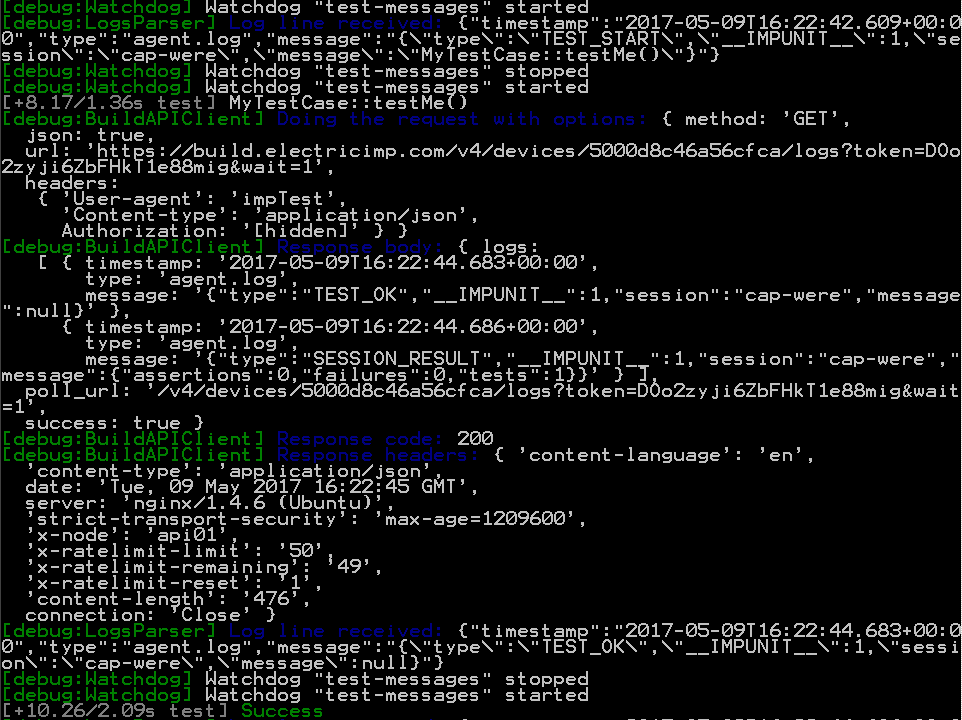 [debug:Watchdog] Watchdog "test-messages" started
[debug:LogsParser] Log line received: {"timestamp":"2017-05-09T16:22:42.609+00:0
0","type":"agent.log","message":"{\"type\":\"TEST_START\",\"__IMPUNIT__\":1,\"se
ssion\":\"cap-were\",\"message\":\"MyTestCase::testMe()\"}"}
[debug:Watchdog] Watchdog "test-messages" stopped
[debug:Watchdog] Watchdog "test-messages" started
[+8.17/1.36s test] MyTestCase::testMe()
[debug:BuildAPIClient] Doing the request with options: { method: 'GET',
  json: true,
  url: 'https://build.electricimp.com/v4/devices/5000d8c46a56cfca/logs?token=D0o
2zyji6ZbFHkT1e88mig&wait=1',
  headers:
   { 'User-agent': 'impTest',
     'Content-type': 'application/json',
     Authorization: '[hidden]' } }
[debug:BuildAPIClient] Response body: { logs:
   [ { timestamp: '2017-05-09T16:22:44.683+00:00',
       type: 'agent.log',
       message: '{"type":"TEST_OK","__IMPUNIT__":1,"session":"cap-were","message
":null}' },
     { timestamp: '2017-05-09T16:22:44.686+00:00',
       type: 'agent.log',
       message: '{"type":"SESSION_RESULT","__IMPUNIT__":1,"session":"cap-were","
message":{"assertions":0,"failures":0,"tests":1}}' } ],
  poll_url: '/v4/devices/5000d8c46a56cfca/logs?token=D0o2zyji6ZbFHkT1e88mig&wait
=1',
  success: true }
[debug:BuildAPIClient] Response code: 200
[debug:BuildAPIClient] Response headers: { 'content-language': 'en',
  'content-type': 'application/json',
  date: 'Tue, 09 May 2017 16:22:45 GMT',
  server: 'nginx/1.4.6 (Ubuntu)',
  'strict-transport-security': 'max-age=1209600',
  'x-node': 'api01',
  'x-ratelimit-limit': '50',
  'x-ratelimit-remaining': '49',
  'x-ratelimit-reset': '1',
  'content-length': '476',
  connection: 'Close' }
[debug:LogsParser] Log line received: {"timestamp":"2017-05-09T16:22:44.683+00:0
0","type":"agent.log","message":"{\"type\":\"TEST_OK\",\"__IMPUNIT__\":1,\"sessi
on\":\"cap-were\",\"message\":null}"}
[debug:Watchdog] Watchdog "test-messages" stopped
[debug:Watchdog] Watchdog "test-messages" started
[+10.26/2.09s test] Success